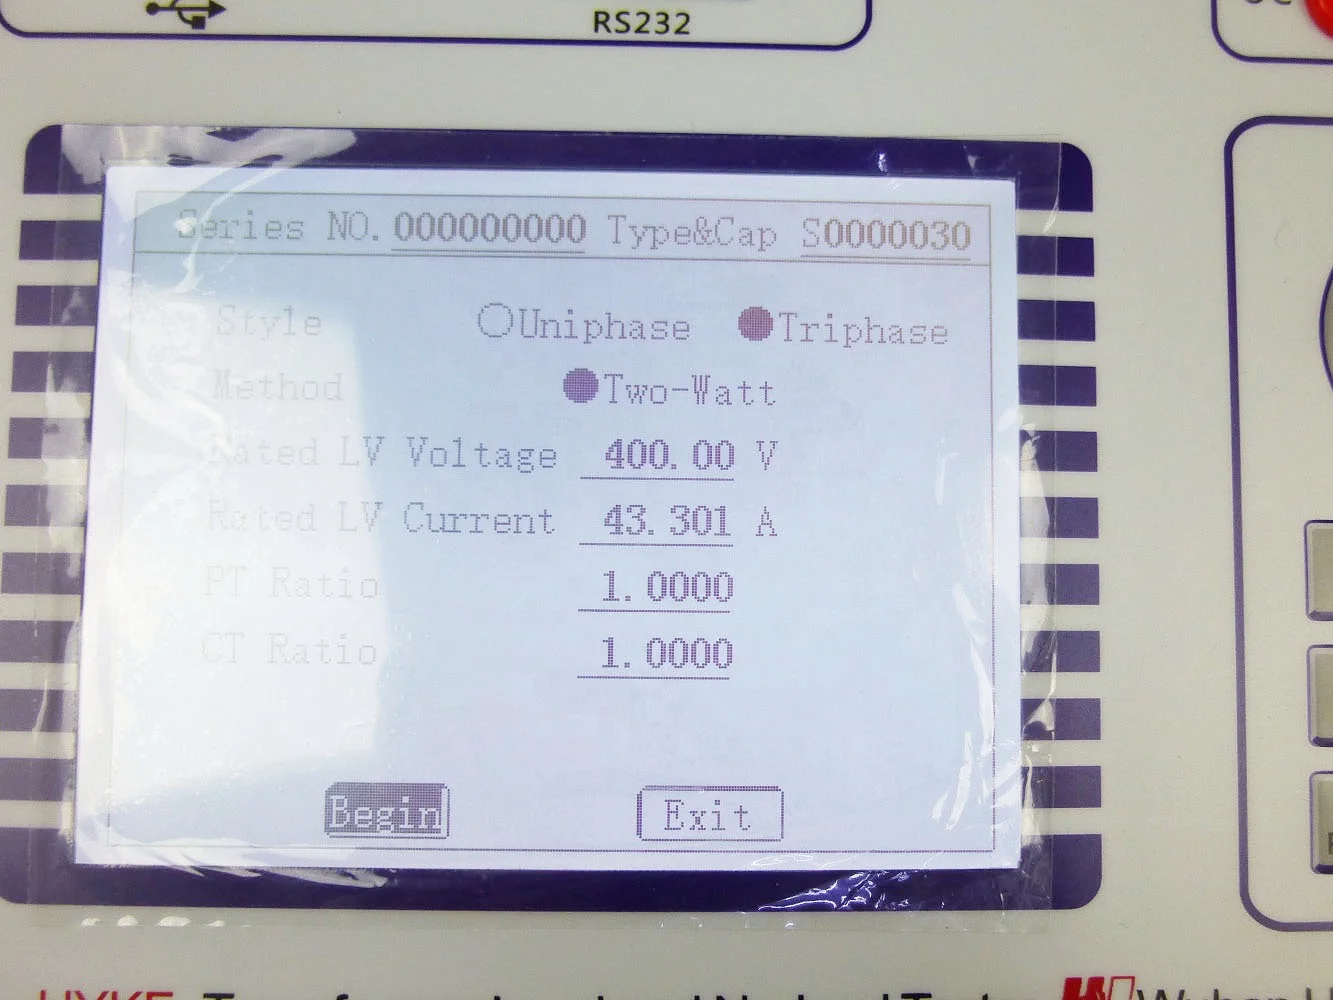 RS232
Series NO. 000000000 Type&Cap S0000030
Style Uniphase Triphase
Method Two-Watt
Rated LV Voltage 400.00 V
Rated LV Current 43.301 A
PT Ratio 1.0000
CT Ratio 1.0000
Begin Exit